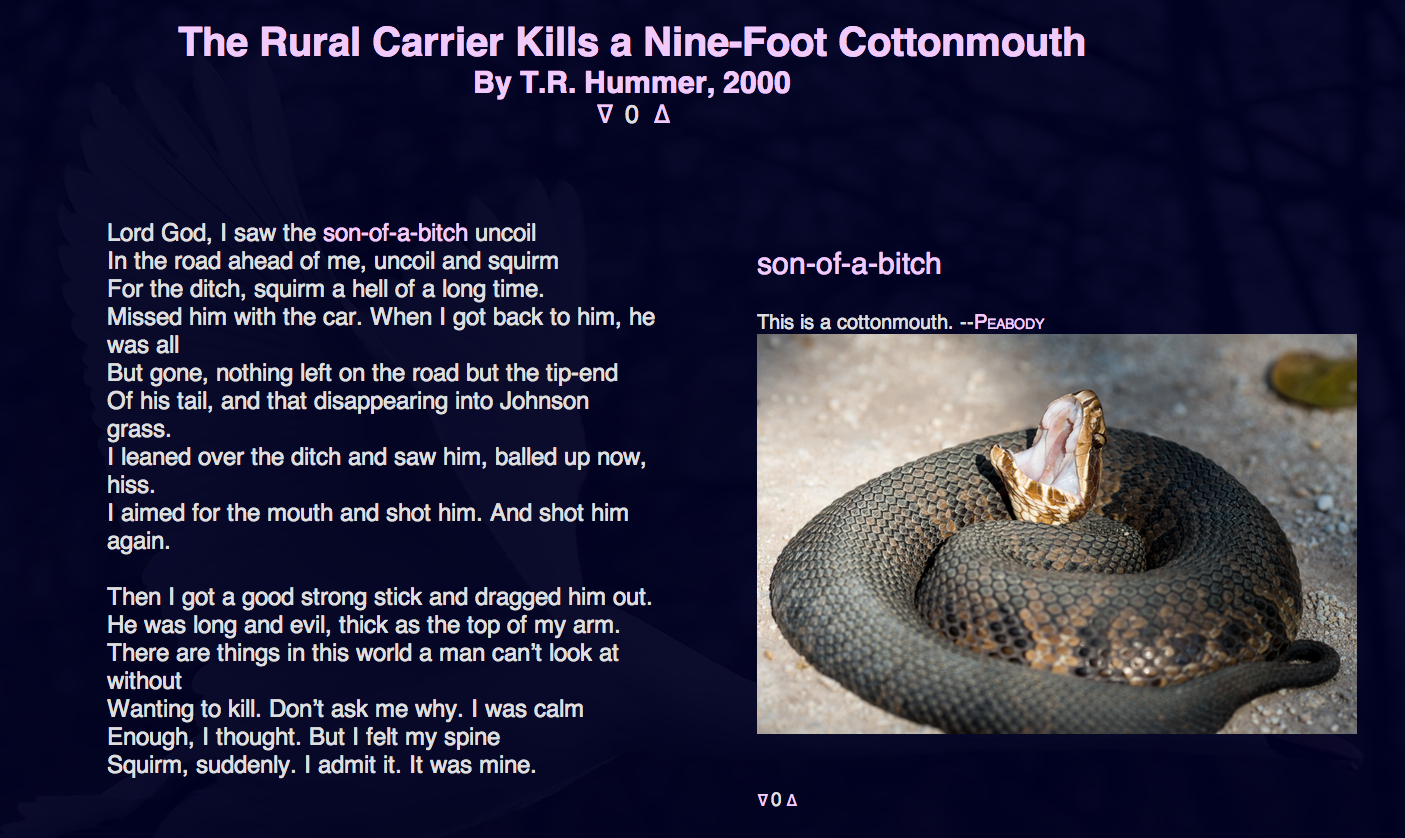 The Rural Carrier Kills a Nine-Foot Cottonmouth
By T.R. Hummer, 2000
∇ 0 Δ
Lord God, I saw the son-of-a-bitch uncoil
In the road ahead of me, uncoil and squirm
For the ditch, squirm a hell of a long time.
Missed him with the car. When I got back to him, he
was all
But gone, nothing left on the road but the tip-end
Of his tail, and that disappearing into Johnson
grass.
I leaned over the ditch and saw him, balled up now,
hiss.
I aimed for the mouth and shot him. And shot him
again.
Then I got a good strong stick and dragged him out.
He was long and evil, thick as the top of my arm.
There are things in this world a man can’t look at
without
Wanting to kill. Don’t ask me why. I was calm
Enough, I thought. But I felt my spine
Squirm, suddenly. I admit it. It was mine.
son-of-a-bitch
This is a cottonmouth. --PEABODY
∇ 0 Δ